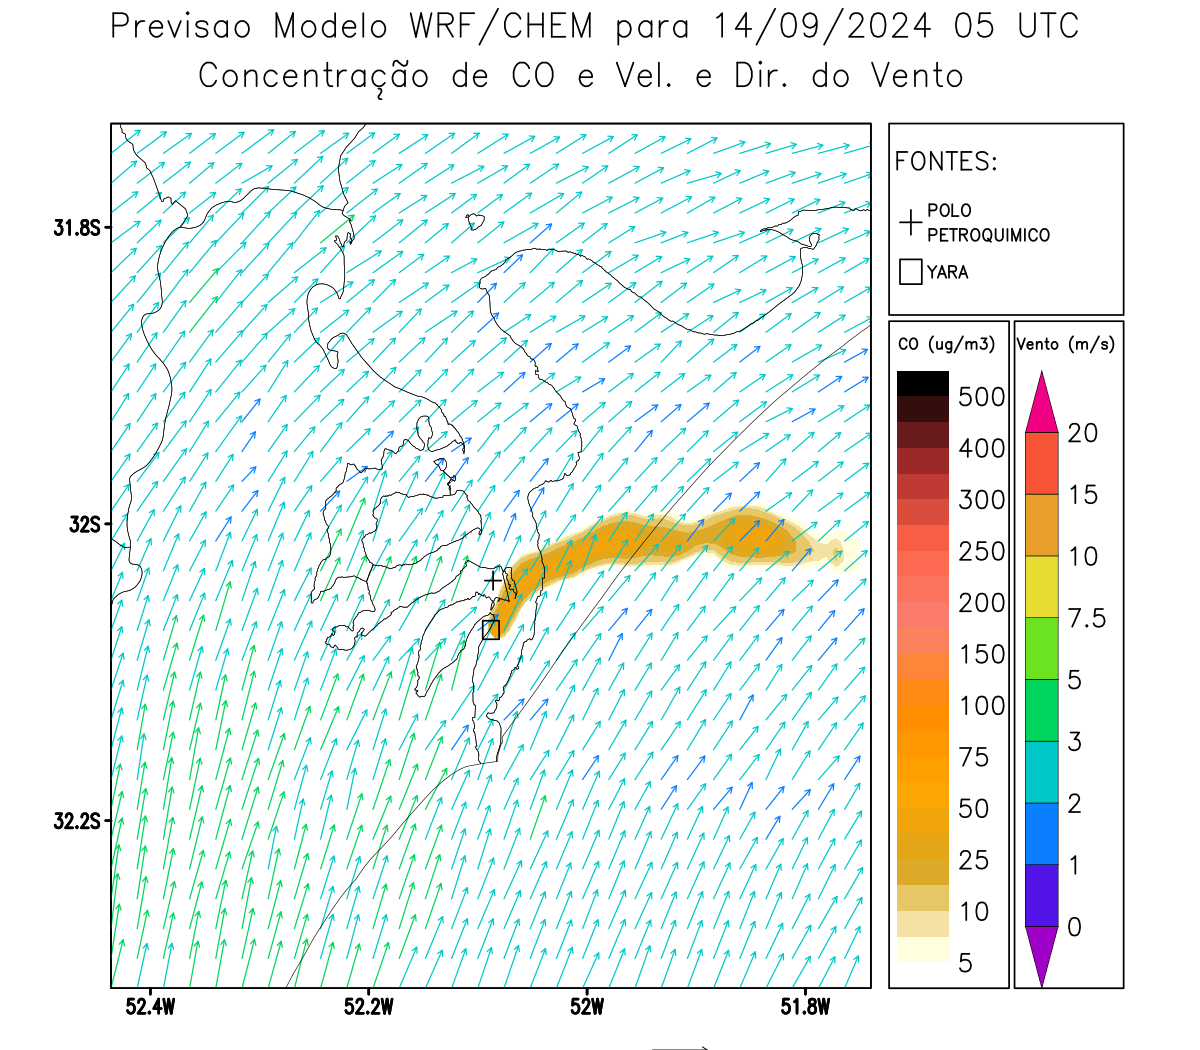 Previsao Modelo WRF/CHEM para 14/09/2024 05 UTC
Concentração de CO e Vel. e Dir. do Vento
FONTES:
POLO
PETROQUIMICO
YARA
31.8S
32S
32.2S
52.4W
52.2W
52W
51.8W
CO (ug/m3)
500
400
300
250
200
150
100
75
50
25
10
5
Vento (m/s)
20
15
10
7.5
5
3
2
1
0